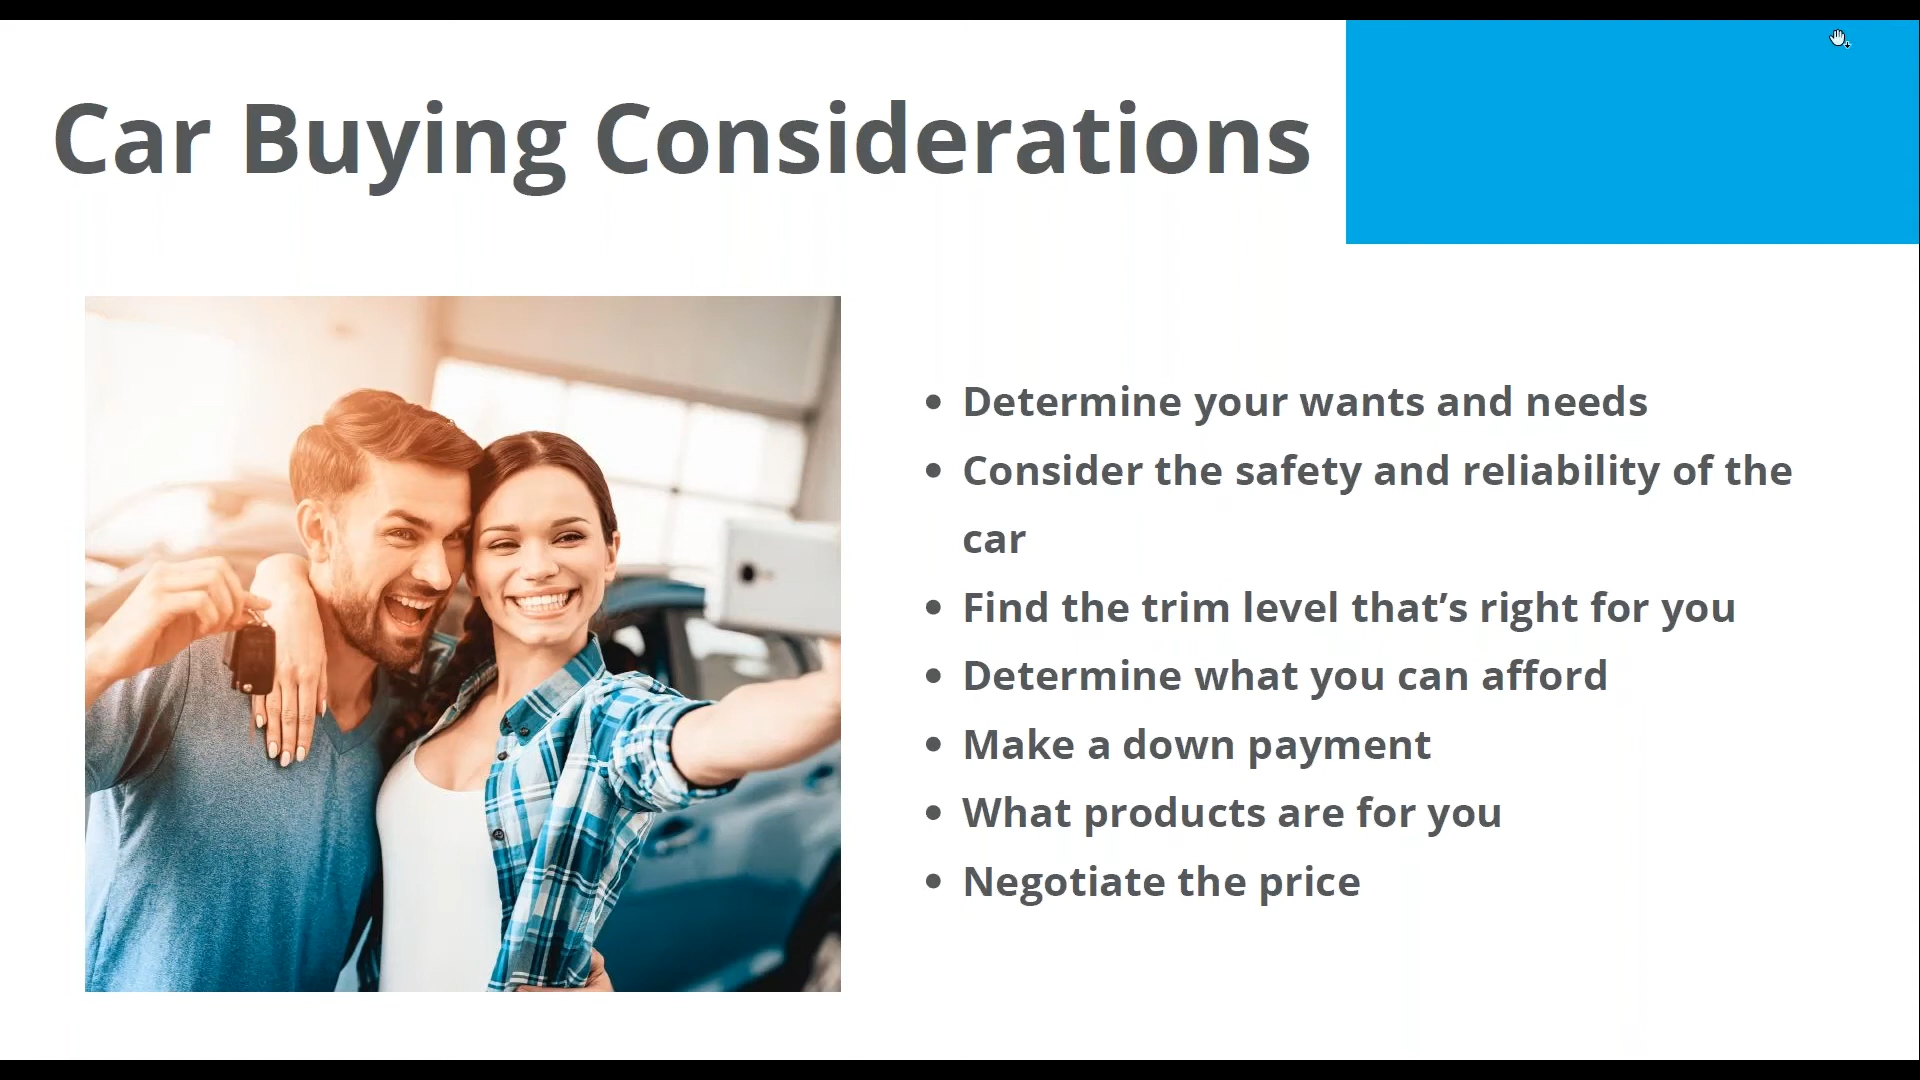 Car Buying Considerations
• Determine your wants and needs
• Consider the safety and reliability of the
car
• Find the trim level that’s right for you
• Determine what you can afford
• Make a down payment
• What products are for you
• Negotiate the price